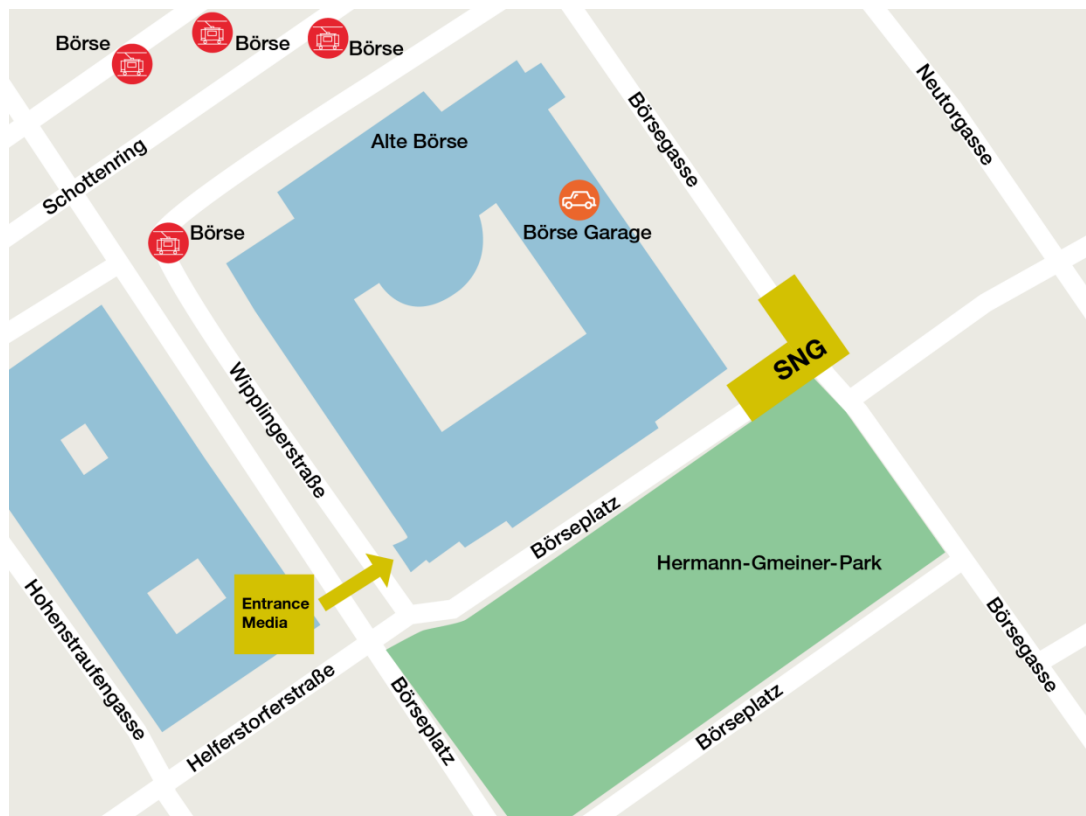 Börse
Börse
Börse
Schottenring
Alte Börse
Börsegasse
Neutorgasse
Börse
Börse Garage
SNG
Wipplingerstraße
Börseplatz
Hermann-Gmeiner-Park
Entrance
Media
Hohenstraufengasse
Helferstorferstraße
Börseplatz
Börseplatz
Börsegasse